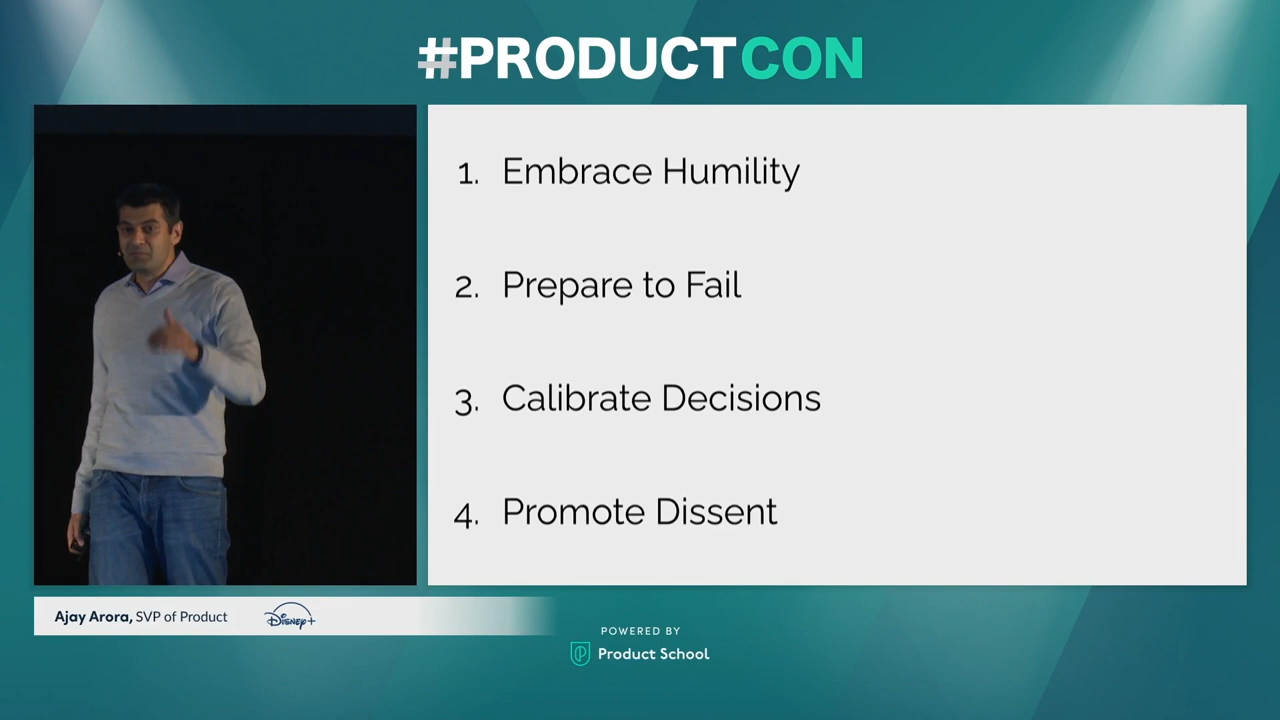 #PRODUCTCON
1. Embrace Humility
2. Prepare to Fail
3. Calibrate Decisions
4. Promote Dissent
Ajay Arora, SVP of Product Disney+
POWERED BY
Product School